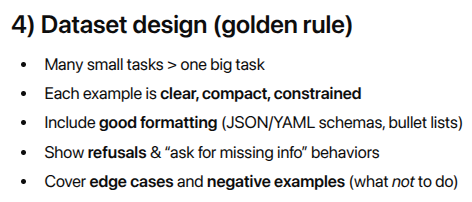 4) Dataset design (golden rule)
• Many small tasks > one big task
• Each example is clear, compact, constrained
• Include good formatting (JSON/YAML schemas, bullet lists)
• Show refusals & “ask for missing info” behaviors
• Cover edge cases and negative examples (what not to do)